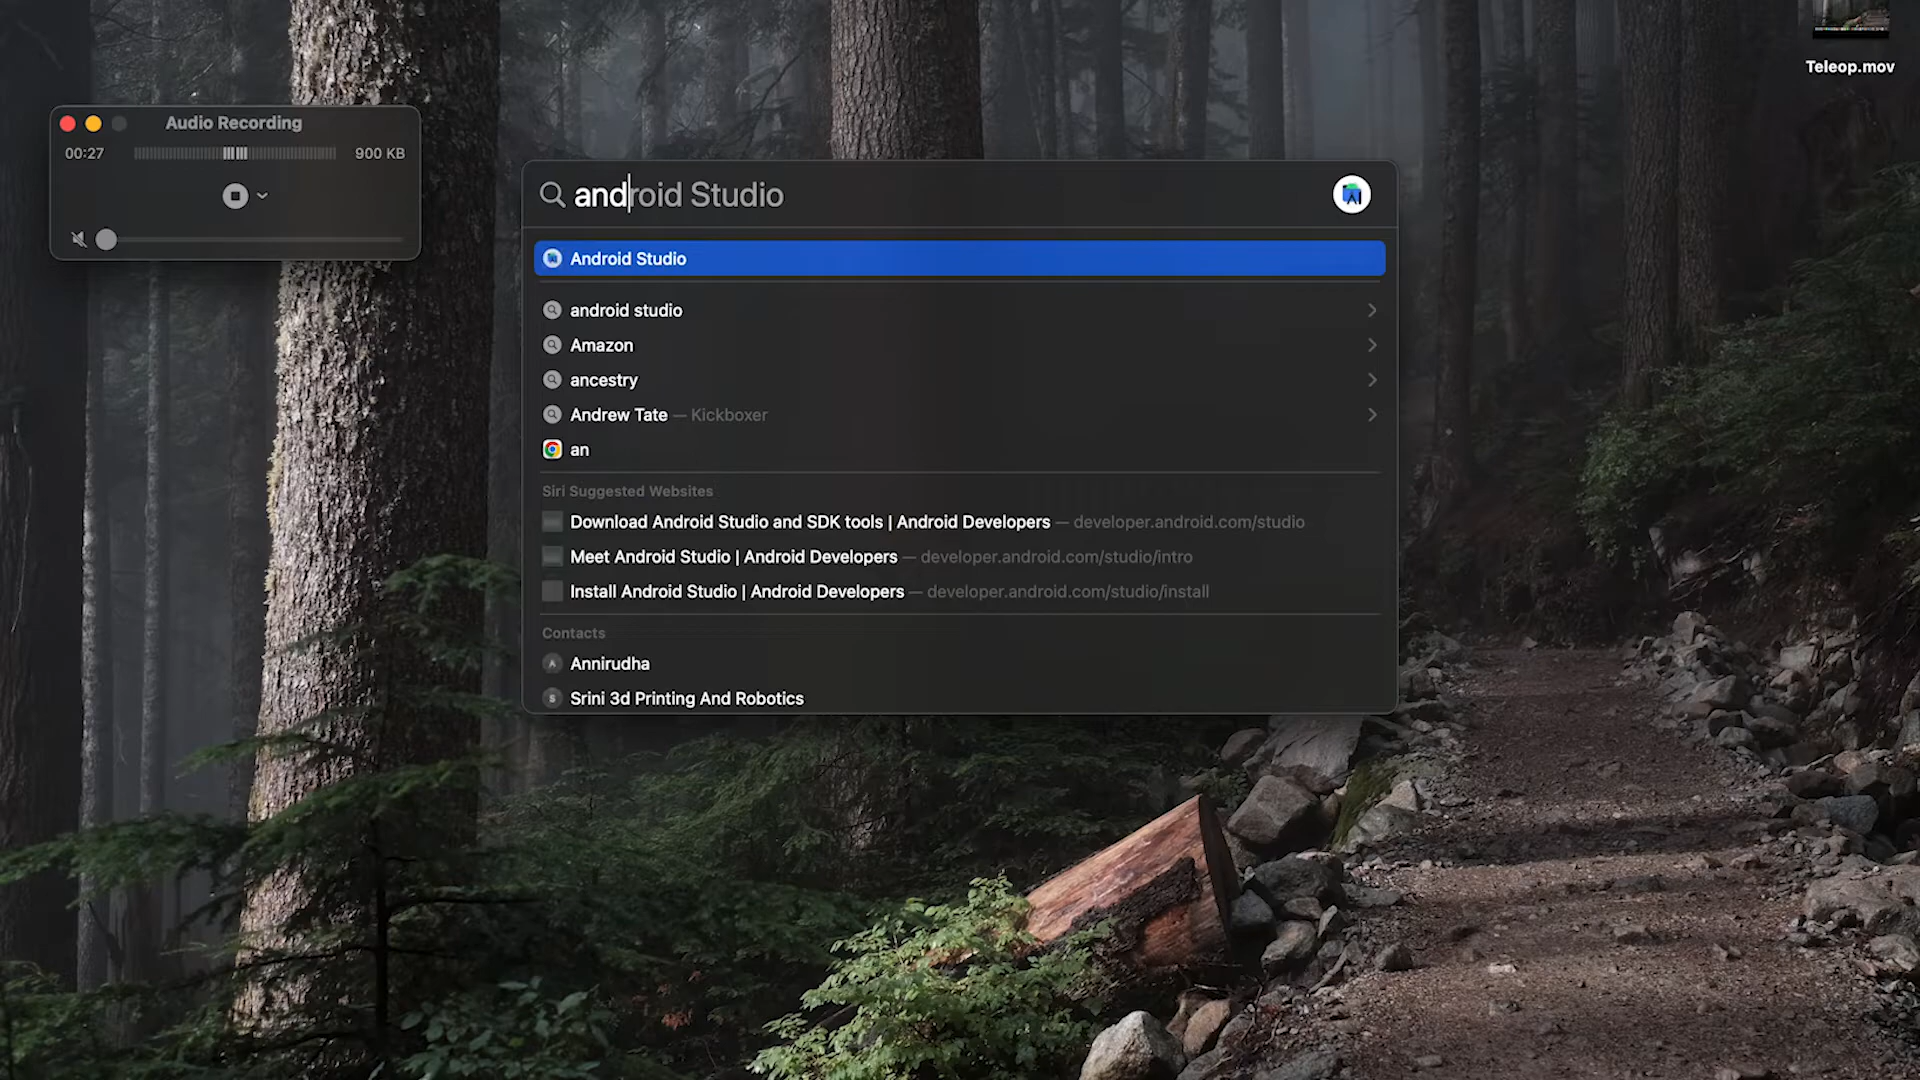 Teleop.mov
Audio Recording
00:27
900 KB
android Studio
Android Studio
android studio
Amazon
ancestry
Andrew Tate — Kickboxer
an
Siri Suggested Websites
Download Android Studio and SDK tools | Android Developers — developer.android.com/studio
Meet Android Studio | Android Developers — developer.android.com/studio/intro
Install Android Studio | Android Developers — developer.android.com/studio/install
Contacts
A Annirudha
S Srini 3d Printing And Robotics